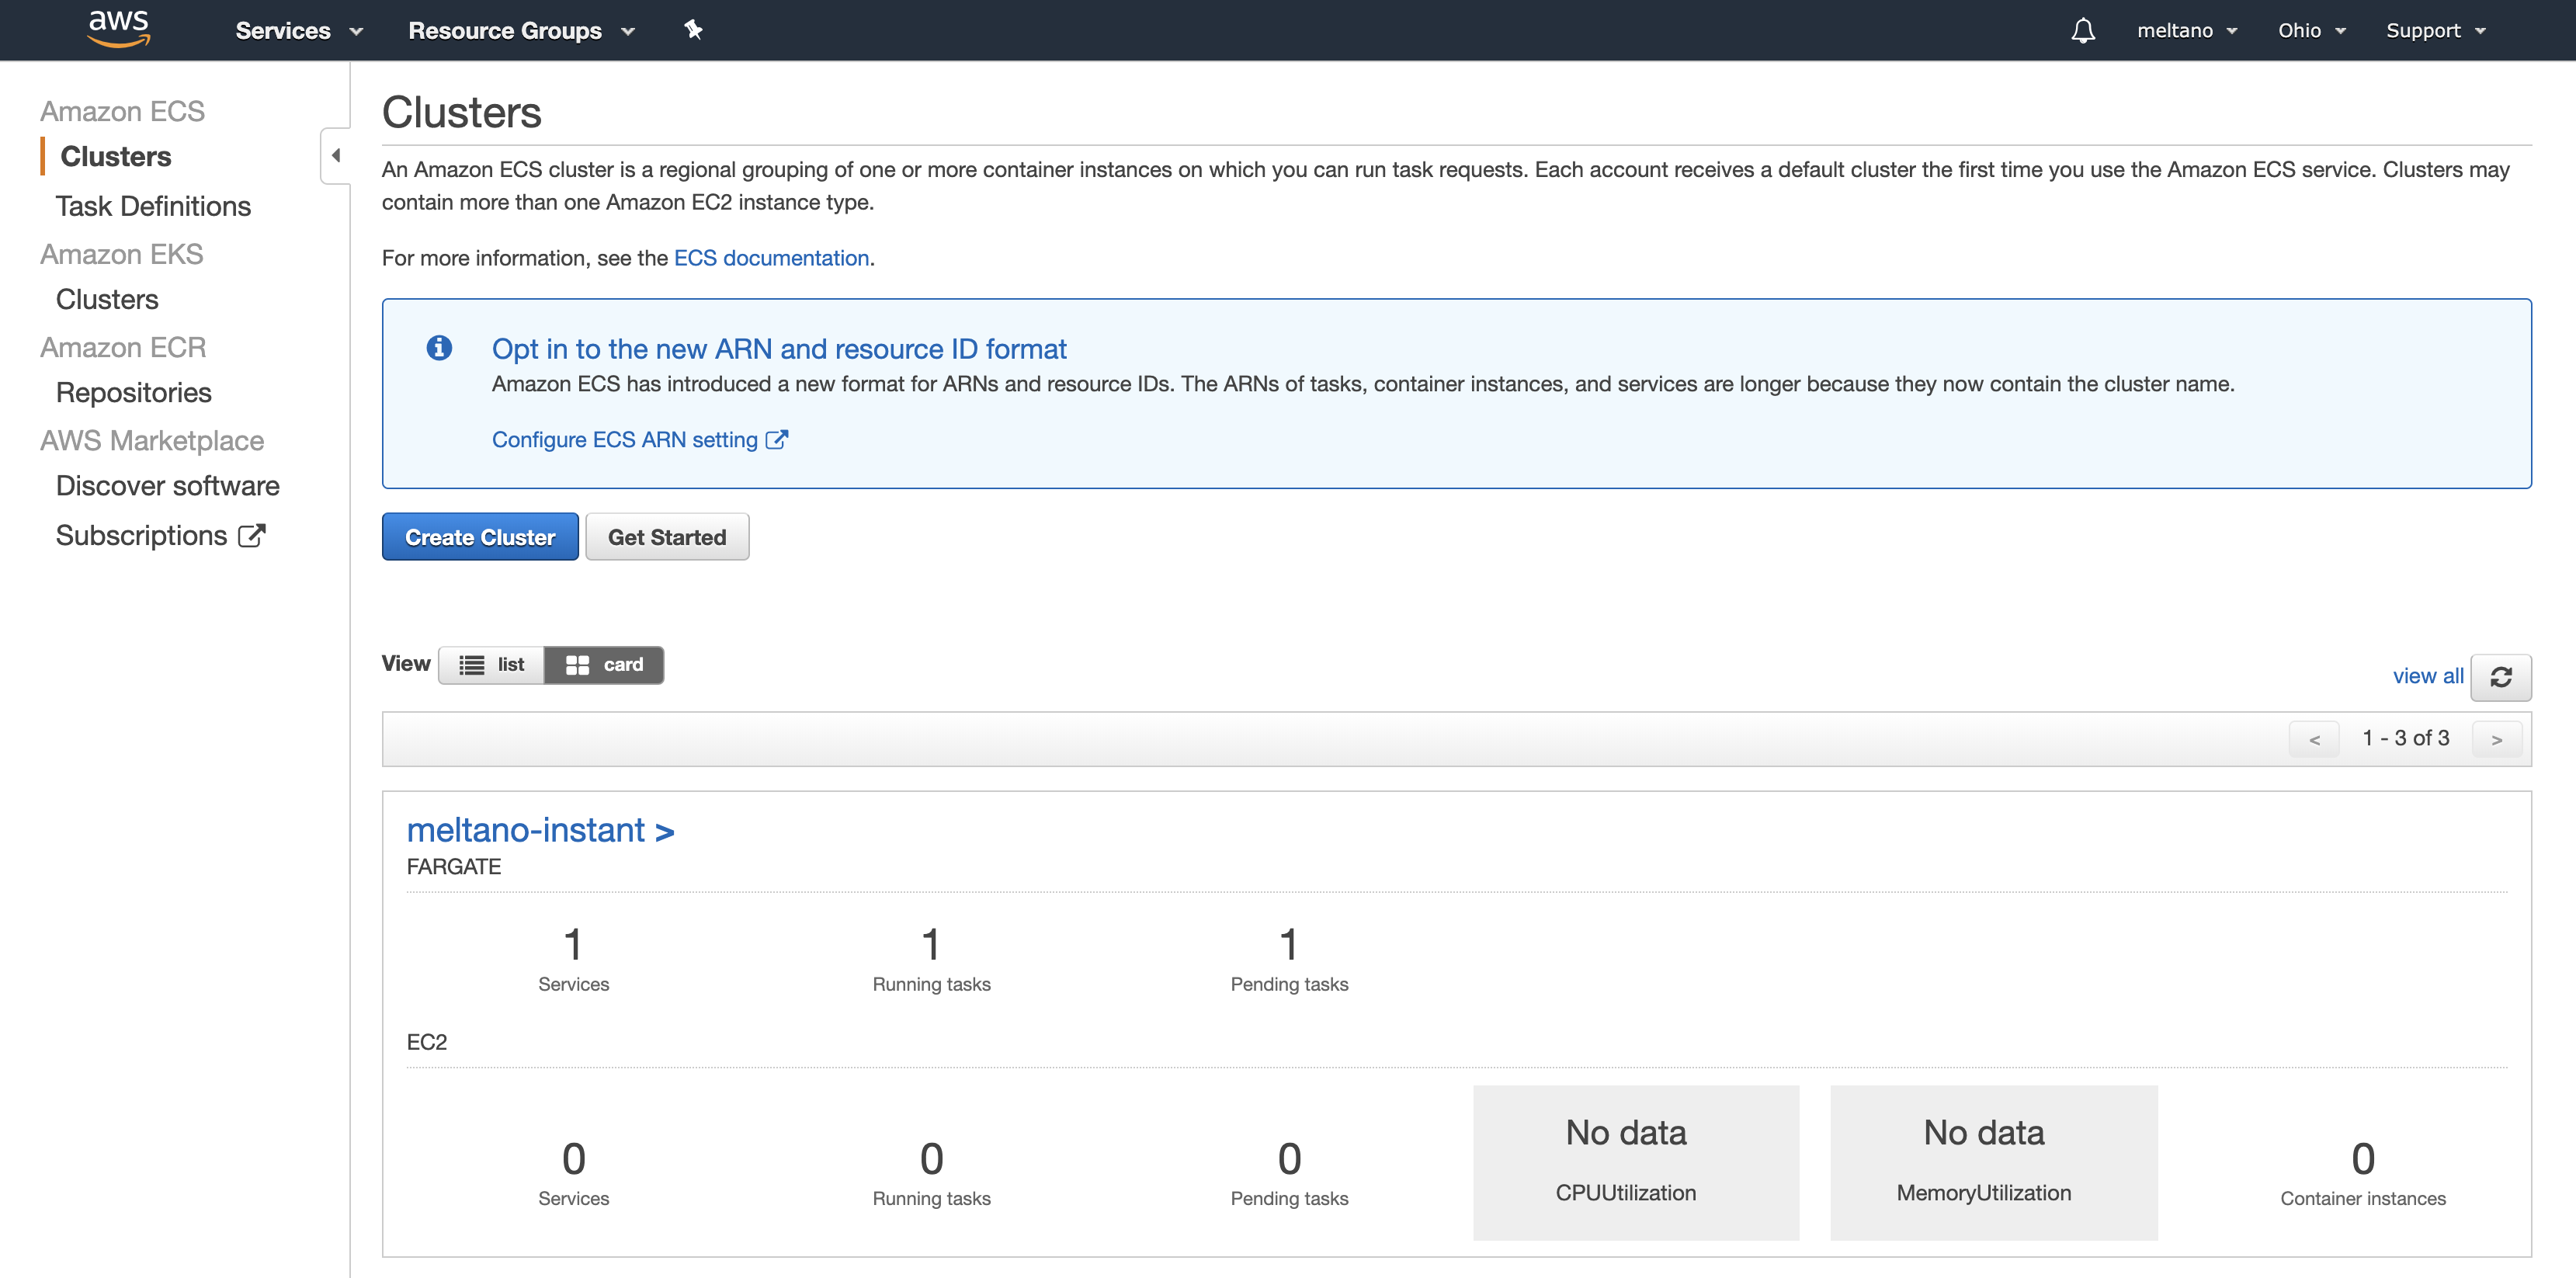 aws
Services
Resource Groups
meltano
Ohio
Support
Amazon ECS
Clusters
Task Definitions
Amazon EKS
Clusters
Amazon ECR
Repositories
AWS Marketplace
Discover software
Subscriptions
Clusters
An Amazon ECS cluster is a regional grouping of one or more container instances on which you can run task requests. Each account receives a default cluster the first time you use the Amazon ECS service. Clusters may
contain more than one Amazon EC2 instance type.
For more information, see the ECS documentation.
Opt in to the new ARN and resource ID format
Amazon ECS has introduced a new format for ARNs and resource IDs. The ARNs of tasks, container instances, and services are longer because they now contain the cluster name.
Configure ECS ARN setting
Create Cluster
Get Started
View
list
card
view all
< 1 - 3 of 3 >
meltano-instant >
FARGATE
1
Services
1
Running tasks
1
Pending tasks
EC2
0
Services
0
Running tasks
0
Pending tasks
No data
CPUUtilization
No data
MemoryUtilization
0
Container instances